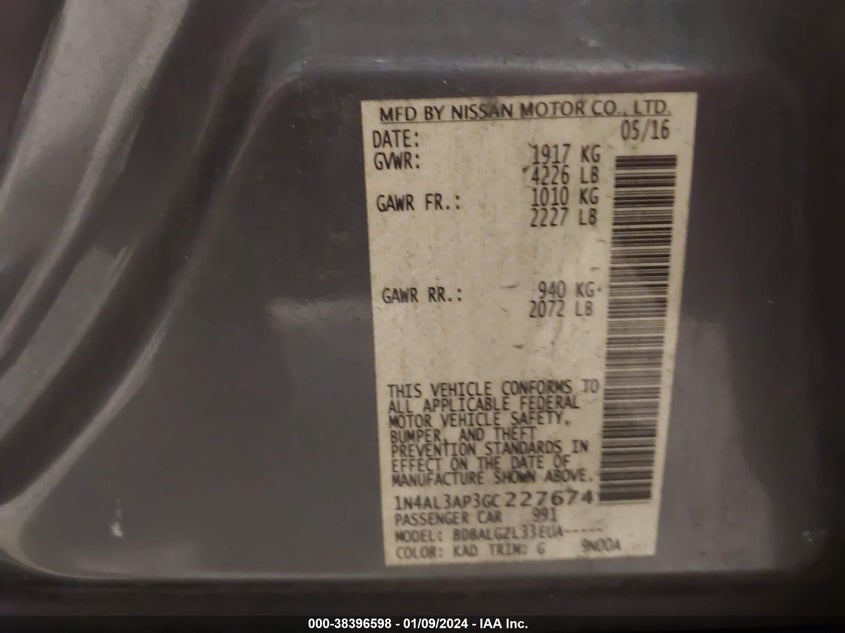 MFD BY NISSAN MOTOR CO., LTD.
DATE: 05/16
GVWR: 1917 KG
4226 LB
GAWR FR.: 1010 KG
2227 LB
GAWR RR.: 940 KG
2072 LB
THIS VEHICLE CONFORMS TO
ALL APPLICABLE FEDERAL
MOTOR VEHICLE SAFETY,
BUMPER, AND THEFT
PREVENTION STANDARDS IN
EFFECT ON THE DATE OF
MANUFACTURE SHOWN ABOVE.
1N4AL3AP3GC227674
PASSENGER CAR 991
MODEL: BDBALGZL33EUA-----
COLOR: KAD TRIM: G 9N00A
000-38396598 - 01/09/2024 - IAA Inc.